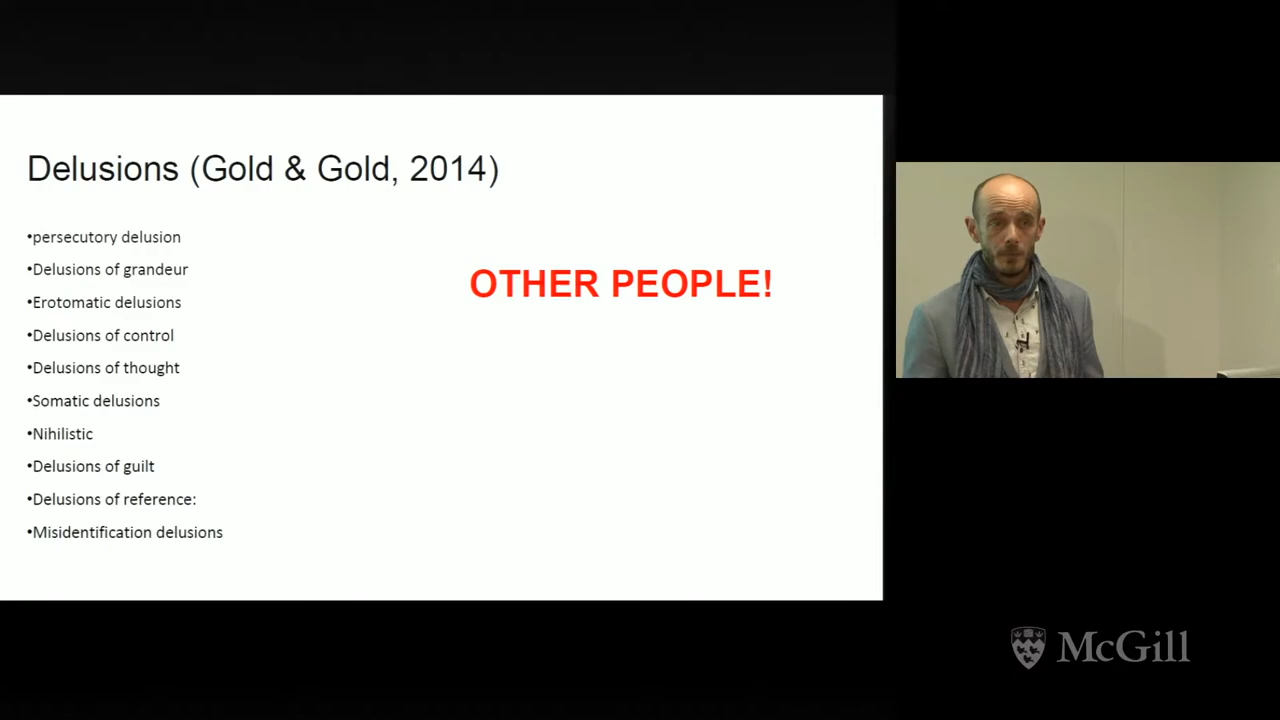 Delusions (Gold & Gold, 2014)
•persecutory delusion
•Delusions of grandeur
•Erotomatic delusions
•Delusions of control
•Delusions of thought
•Somatic delusions
•Nihilistic
•Delusions of guilt
•Delusions of reference:
•Misidentification delusions
OTHER PEOPLE!
McGill